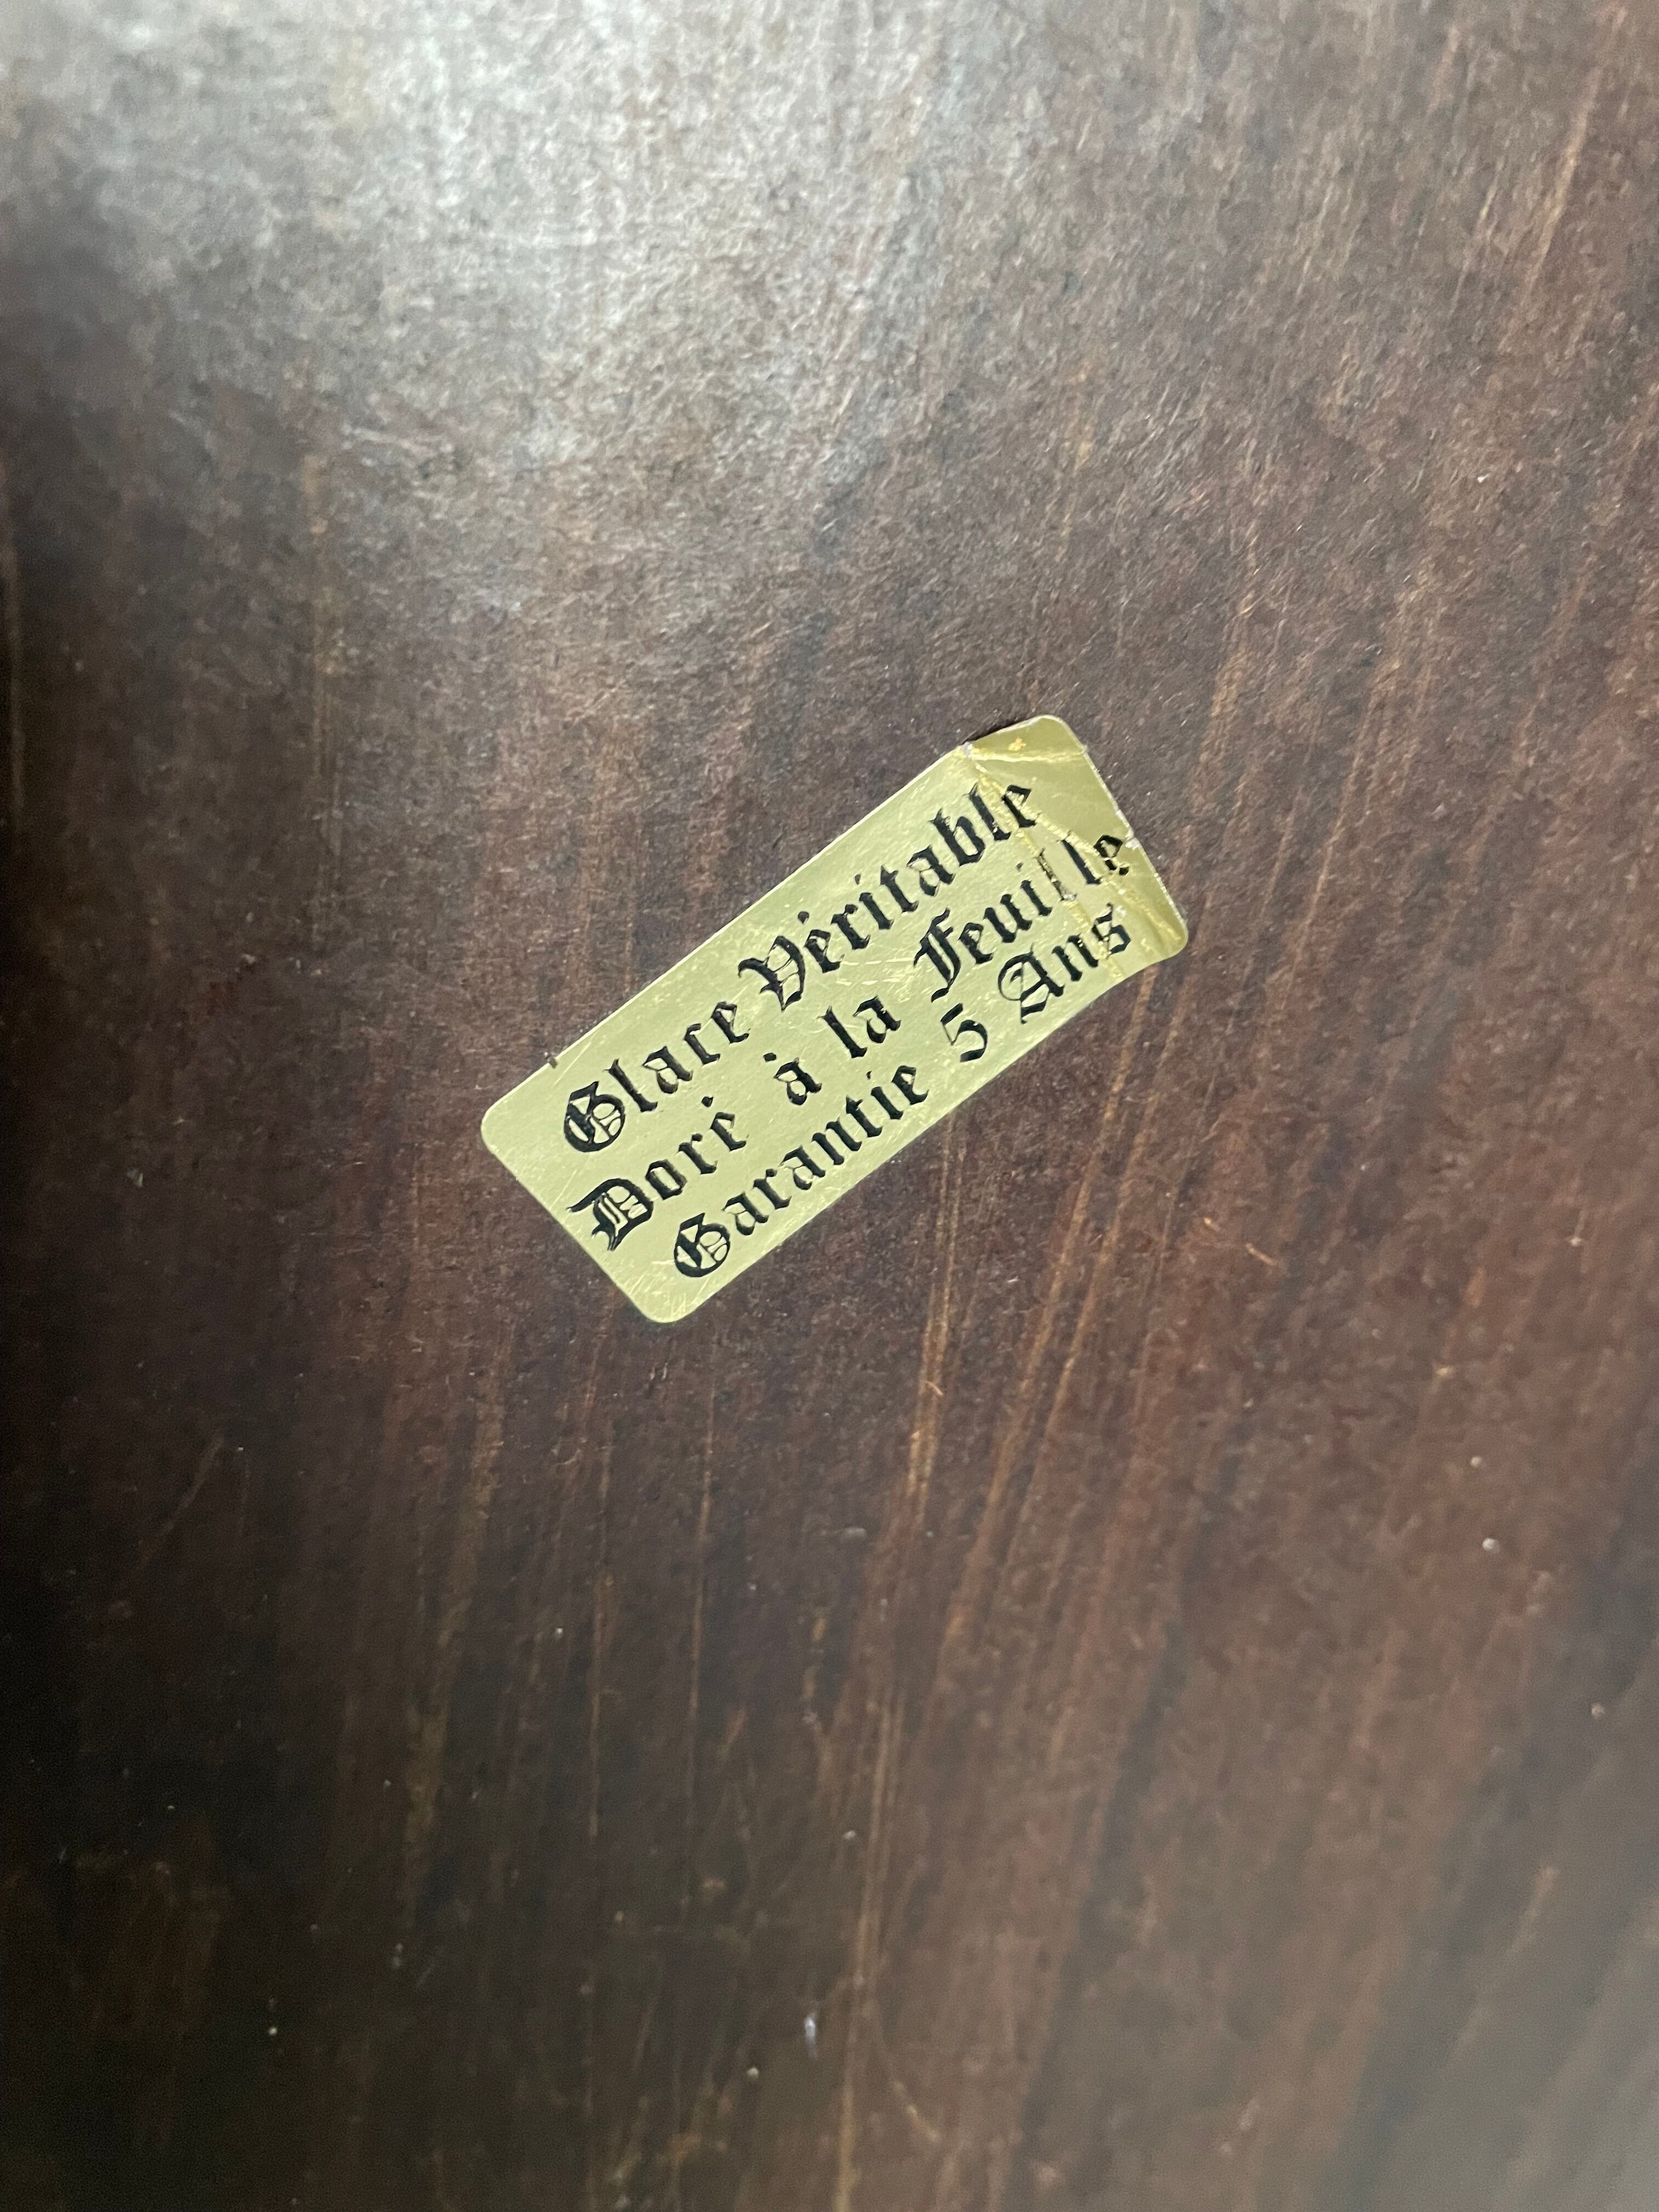 Glace Véritable
Doré à la Feuille
Garantie 5 Ans